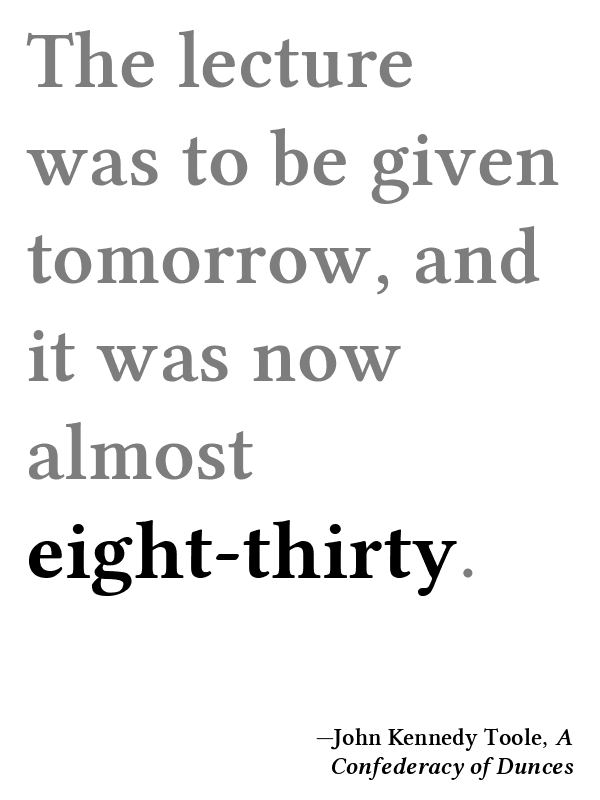 The lecture
was to be given
tomorrow, and
it was now
almost
eight-thirty.
—John Kennedy Toole, A
Confederacy of Dunces